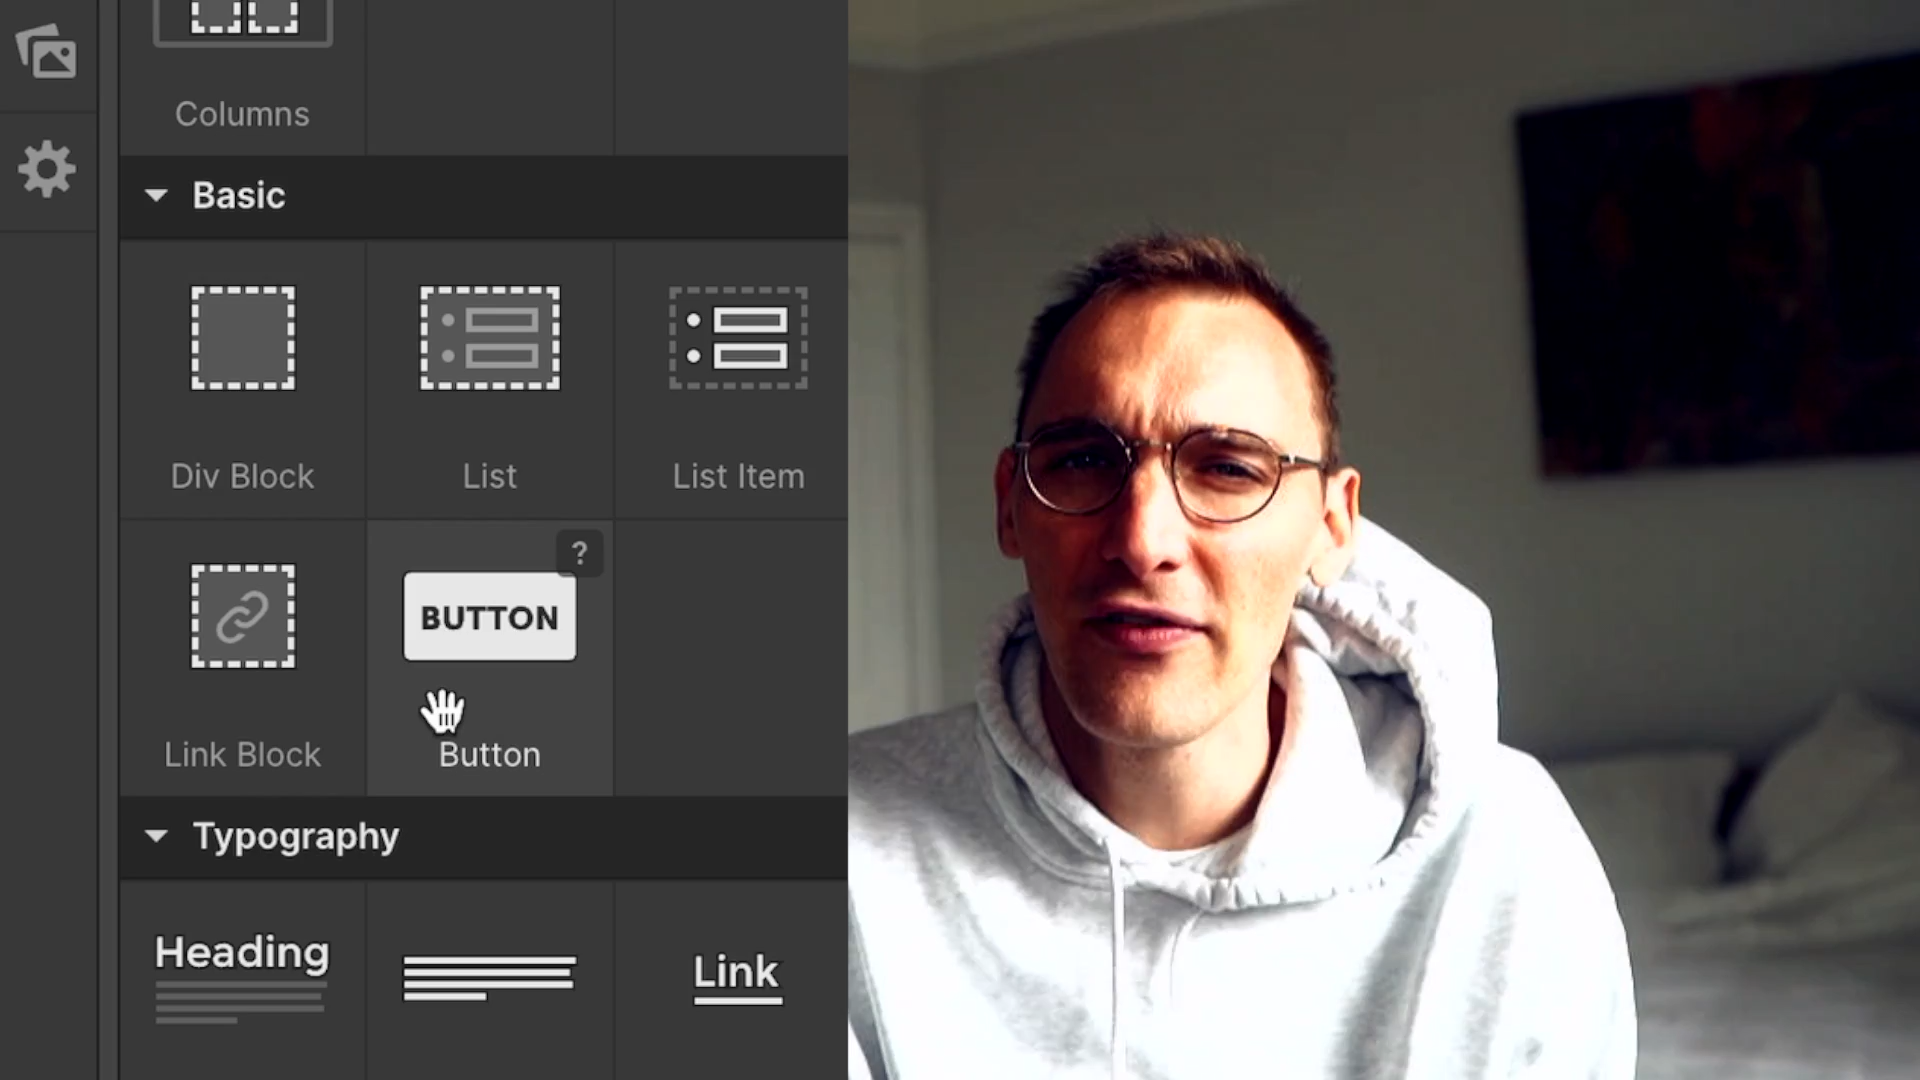 Columns
Basic
Div Block
List
List Item
?
BUTTON
Link Block
Button
Typography
Heading
Link